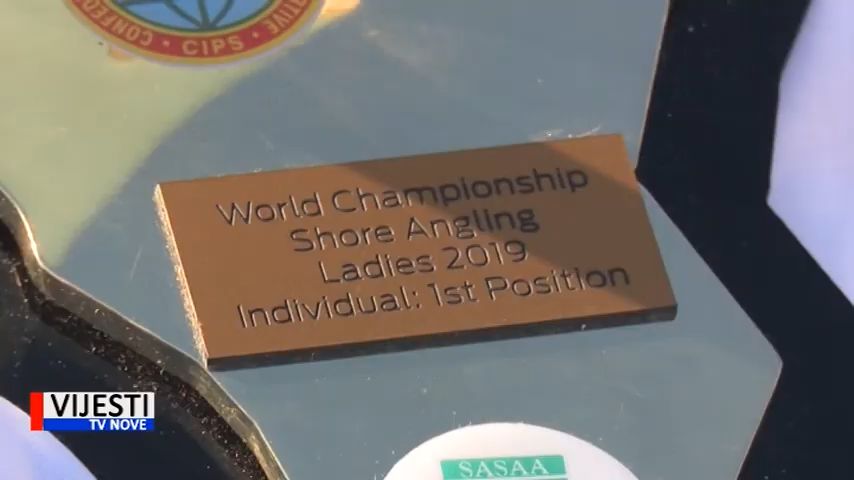 CIPS
World Championship
Shore Angling
Ladies 2019
Individual: 1st Position
VIJESTI
TV NOVE
SASAA